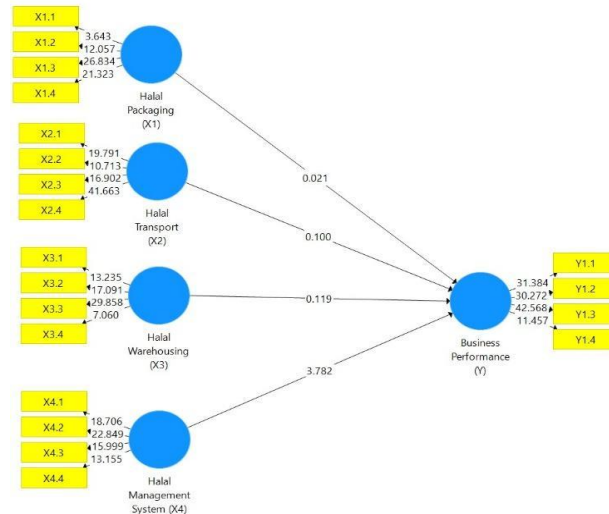 X1.1
X1.2
X1.3
X1.4
3.643
12.057
26.834
21.323
Halal
Packaging
(X1)
X2.1
X2.2
X2.3
X2.4
19.791
10.713
16.902
41.663
Halal
Transport
(X2)
X3.1
X3.2
X3.3
X3.4
13.235
17.091
29.858
7.060
Halal
Warehousing
(X3)
X4.1
X4.2
X4.3
X4.4
18.706
22.849
15.999
13.155
Halal
Management
System (X4)
0.021
0.100
0.119
3.782
Business
Performance
(Y)
31.384
30.272
42.568
11.457
Y1.1
Y1.2
Y1.3
Y1.4